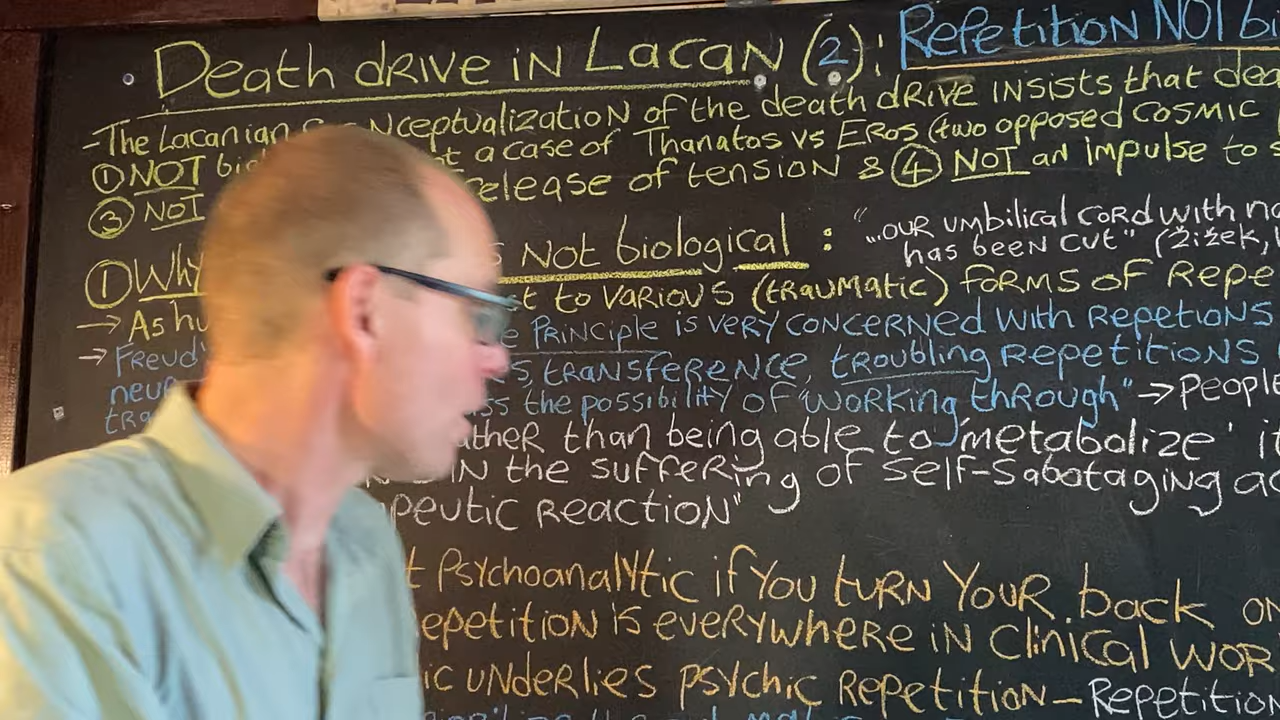 Death drive in Lacan (2): Repetition NOT bi
- The Lacanian conceptualization of the death drive insists that dea
① NOT bi t a case of Thanatos vs Eros (two opposed cosmic
③ NOT release of tension & ④ NOT an impulse to s
① Why s Not biological : "...our umbilical cord with na
has been cut" (Žižek,
→ As hu t to various (traumatic) forms of Repe
→ Freud' e Principle is very concerned with repetions
neur s, transference, troubling repetitions
tra ss the possibility of "working through" → People
ather than being able to 'metabolize' it
in the suffering of self-sabotaging ac
peutic reaction"
t psychoanalytic if you turn your back on
epetition is everywhere in clinical wor
ic underlies psychic repetition – Repetition